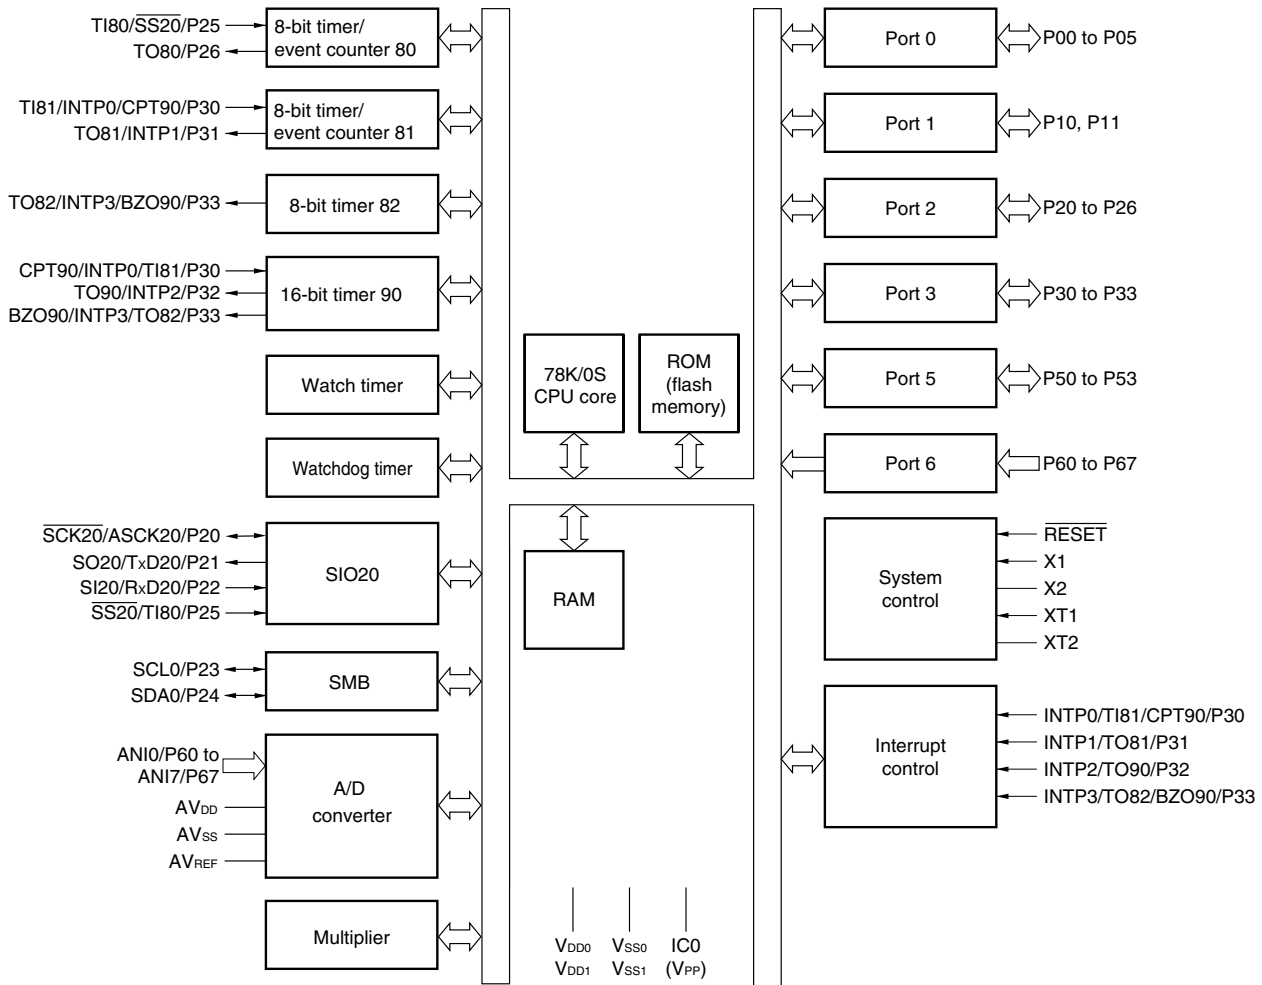 TI80/SS20/P25
TO80/P26
8-bit timer/
event counter 80
TI81/INTP0/CPT90/P30
TO81/INTP1/P31
8-bit timer/
event counter 81
TO82/INTP3/BZO90/P33
8-bit timer 82
CPT90/INTP0/TI81/P30
TO90/INTP2/P32
BZO90/INTP3/TO82/P33
16-bit timer 90
Watch timer
Watchdog timer
SCK20/ASCK20/P20
SO20/TxD20/P21
SI20/RxD20/P22
SS20/TI80/P25
SIO20
SCL0/P23
SDA0/P24
SMB
ANI0/P60 to
ANI7/P67
AVDD
AVSS
AVREF
A/D
converter
Multiplier
78K/0S
CPU core
ROM
(flash
memory)
RAM
VDD0
VDD1
VSS0
VSS1
IC0
(VPP)
Port 0
P00 to P05
Port 1
P10, P11
Port 2
P20 to P26
Port 3
P30 to P33
Port 5
P50 to P53
Port 6
P60 to P67
System
control
RESET
X1
X2
XT1
XT2
Interrupt
control
INTP0/TI81/CPT90/P30
INTP1/TO81/P31
INTP2/TO90/P32
INTP3/TO82/BZO90/P33